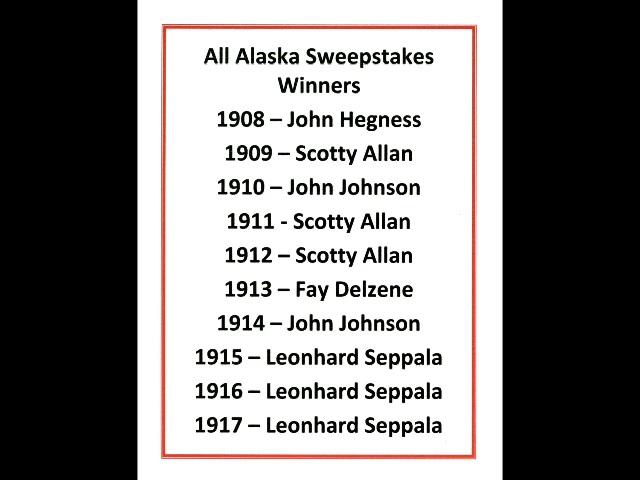 All Alaska Sweepstakes
Winners
1908 – John Hegness
1909 – Scotty Allan
1910 – John Johnson
1911 - Scotty Allan
1912 – Scotty Allan
1913 – Fay Delzene
1914 – John Johnson
1915 – Leonhard Seppala
1916 – Leonhard Seppala
1917 – Leonhard Seppala